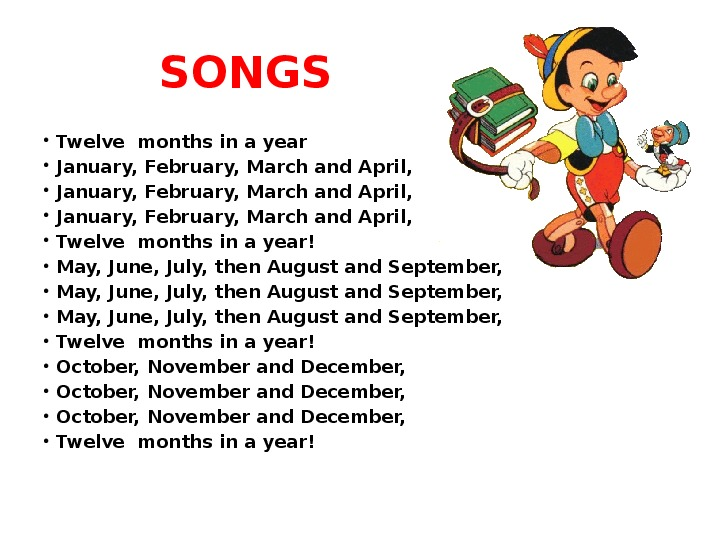 SONGS
• Twelve  months in a year
• January, February, March and April,
• January, February, March and April,
• January, February, March and April,
• Twelve  months in a year!
• May, June, July, then August and September,
• May, June, July, then August and September,
• May, June, July, then August and September,
• Twelve  months in a year!
• October, November and December,
• October, November and December,
• October, November and December,
• Twelve  months in a year!